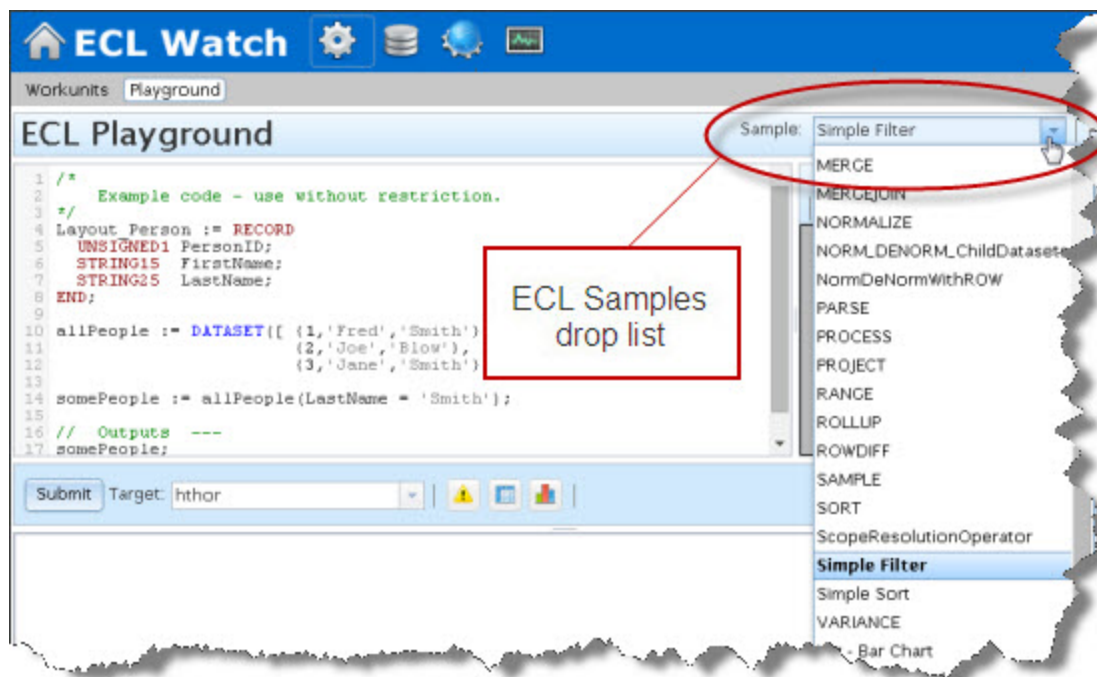 ECL Watch
Workunits Playground
ECL Playground
Sample: Simple Filter
1 /*
2 Example code - use without restriction.
3 */
4 Layout_Person := RECORD
5 UNSIGNED1 PersonID;
6 STRING15 FirstName;
7 STRING25 LastName;
8 END;
9
10 allPeople := DATASET([ {1,'Fred','Smith')
11 {2,'Joe','Blow'},
12 {3,'Jane','Smith')
13
14 somePeople := allPeople(LastName = 'Smith');
15
16 // Outputs ---
17 somePeople;
ECL Samples
drop list
MERGE
MERGEJOIN
NORMALIZE
NORM_DENORM_ChildDatasets
NormDeNormWithROW
PARSE
PROCESS
PROJECT
RANGE
ROLLUP
ROWDIFF
SAMPLE
SORT
ScopeResolutionOperator
Simple Filter
Simple Sort
VARIANCE
- Bar Chart
Submit Target: hthor